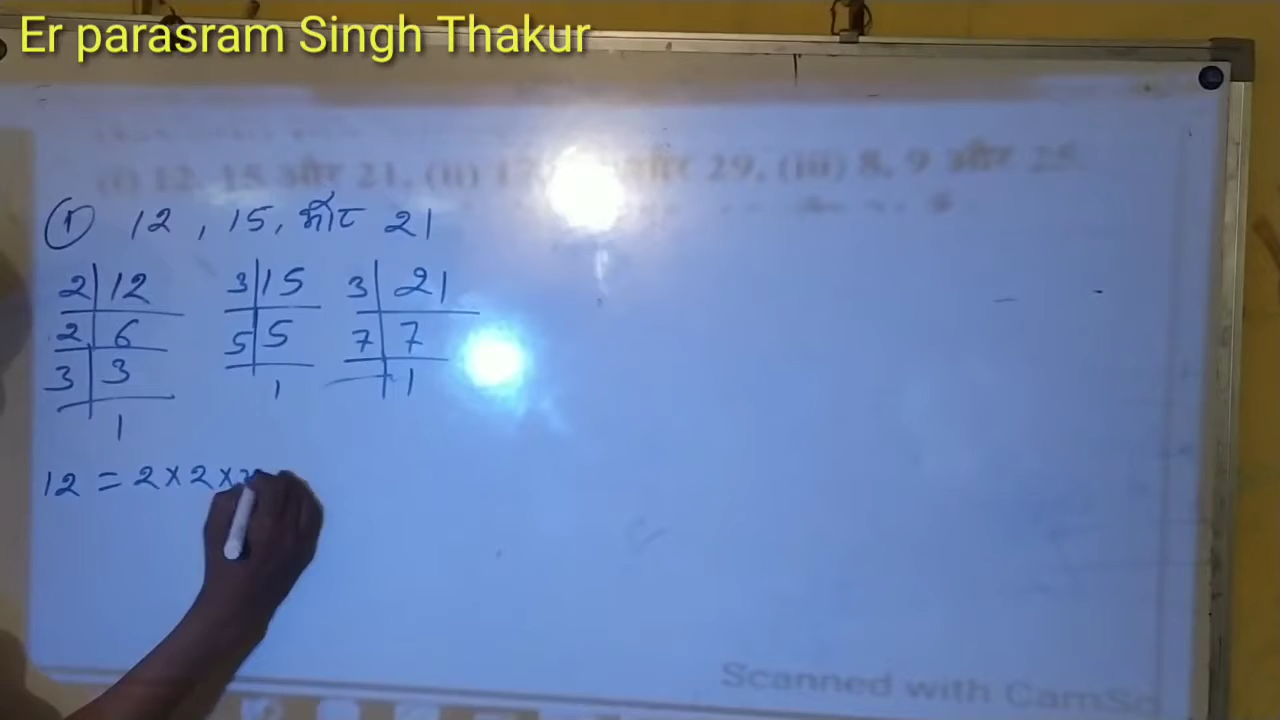 Er parasram Singh Thakur
(i) 12, 15 और 21, (ii) 17, और 29, (iii) 8, 9 और 25
① 12 , 15, और 21
2 12 3 15 3 21
2 6 5 5 7 7
3 3 1 1
1
12 = 2 × 2 ×
Scanned with CamSc